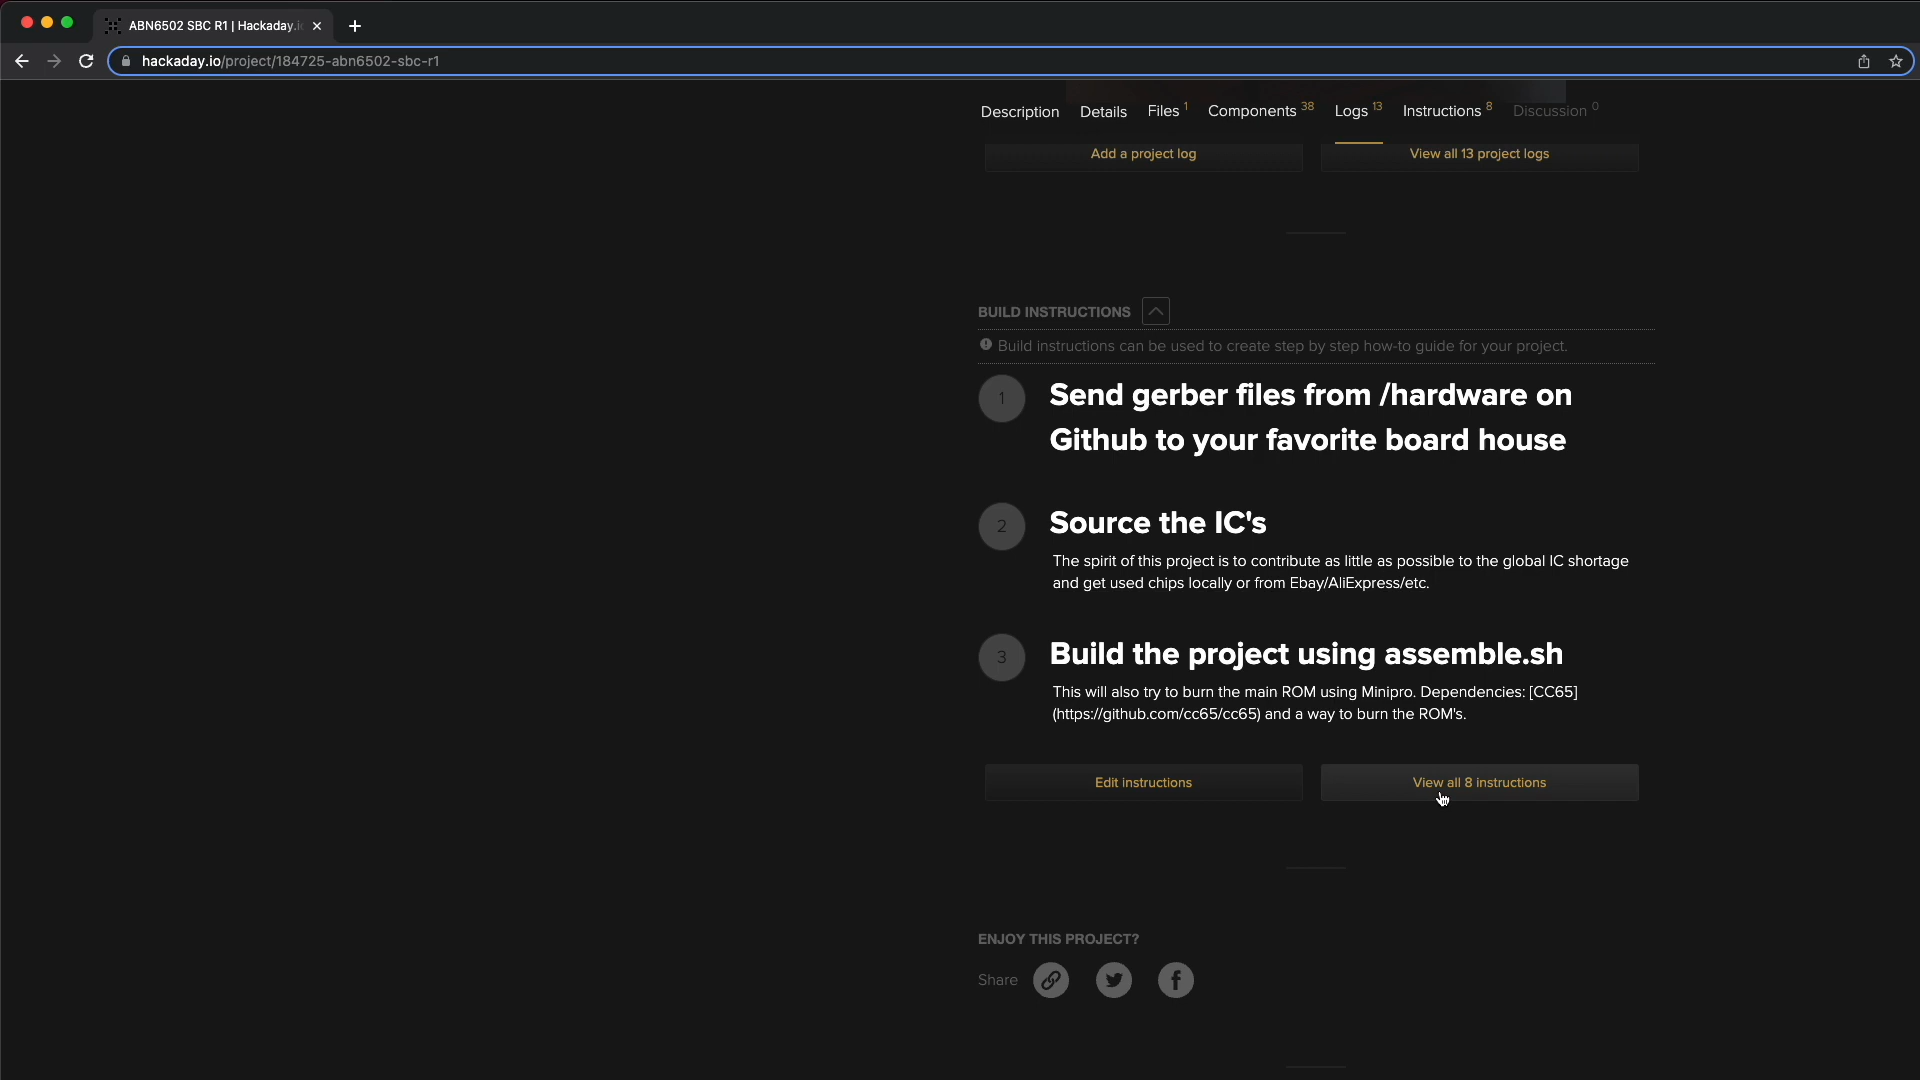 ABN6502 SBC R1 | Hackaday.i
hackaday.io/project/184725-abn6502-sbc-r1
Description Details Files 1 Components 38 Logs 13 Instructions 8 Discussion 0
Add a project log View all 13 project logs
BUILD INSTRUCTIONS
Build instructions can be used to create step by step how-to guide for your project.
1 Send gerber files from /hardware on
Github to your favorite board house
2 Source the IC's
The spirit of this project is to contribute as little as possible to the global IC shortage
and get used chips locally or from Ebay/AliExpress/etc.
3 Build the project using assemble.sh
This will also try to burn the main ROM using Minipro. Dependencies: [CC65]
(https://github.com/cc65/cc65) and a way to burn the ROM's.
Edit instructions View all 8 instructions
ENJOY THIS PROJECT?
Share